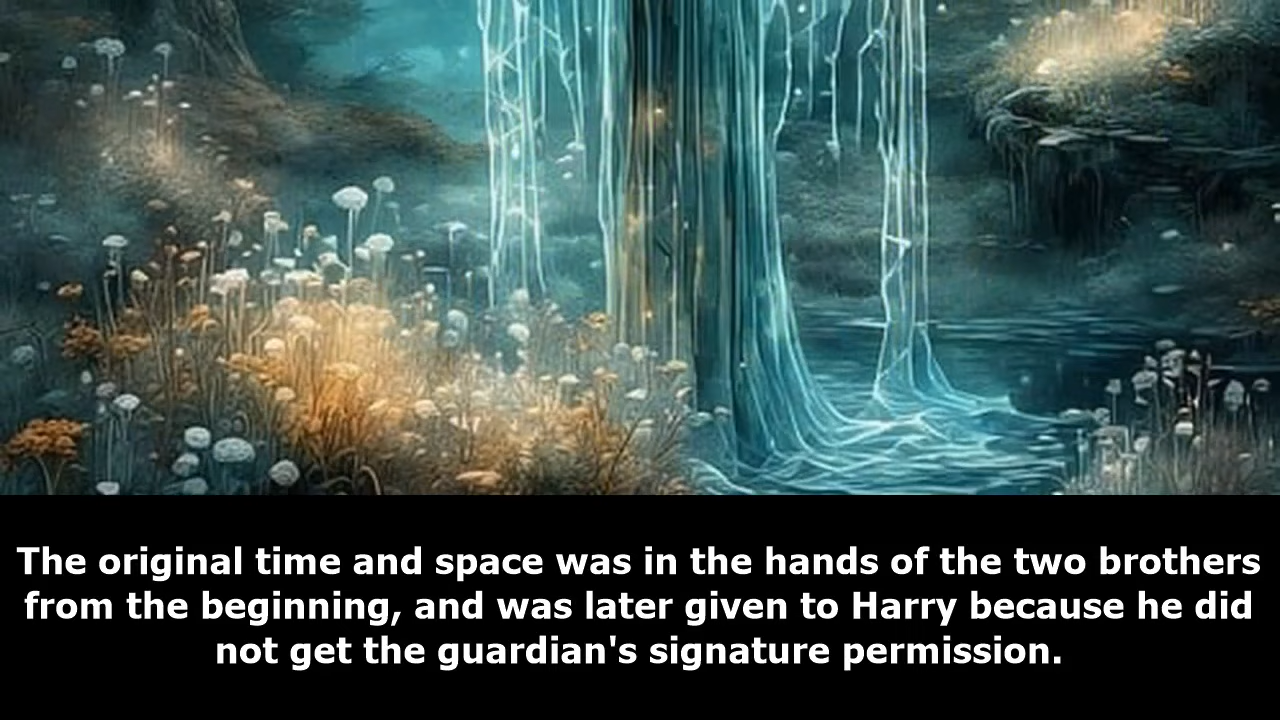 The original time and space was in the hands of the two brothers
from the beginning, and was later given to Harry because he did
not get the guardian's signature permission.